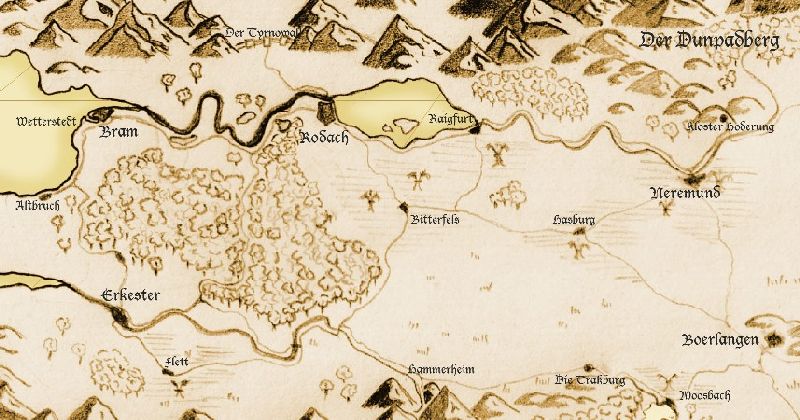 Der Tyrnowal
Der Dunpadberg
Wetterstedt
Bram
Rodach
Raigfurt
Kloster Hoderung
Neremund
Altbruch
Bitterfels
Hasburg
Erkester
Boerlangen
Flett
Hammerheim
Die Trakburg
Moosbach